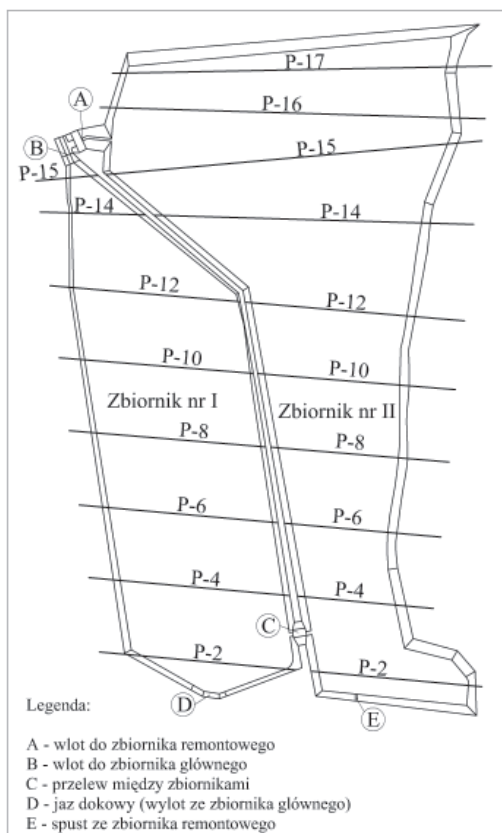 P-17
P-16
A
P-15
B
P-15
P-14
P-14
P-12
P-12
P-10
P-10
Zbiornik nr I
Zbiornik nr II
P-8
P-8
P-6
P-6
P-4
P-4
C
P-2
P-2
D
E
Legenda:
A - wlot do zbiornika remontowego
B - wlot do zbiornika głównego
C - przelew między zbiornikami
D - jaz dokowy (wylot ze zbiornika głównego)
E - spust ze zbiornika remontowego